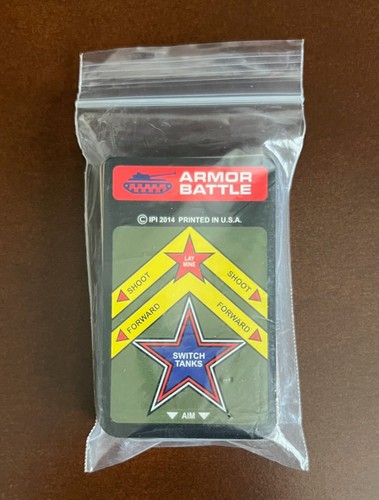 ARMOR
BATTLE
© IPI 2014 PRINTED IN U.S.A.
LAY
MINE
SHOOT
SHOOT
FORWARD
FORWARD
SWITCH
TANKS
AIM